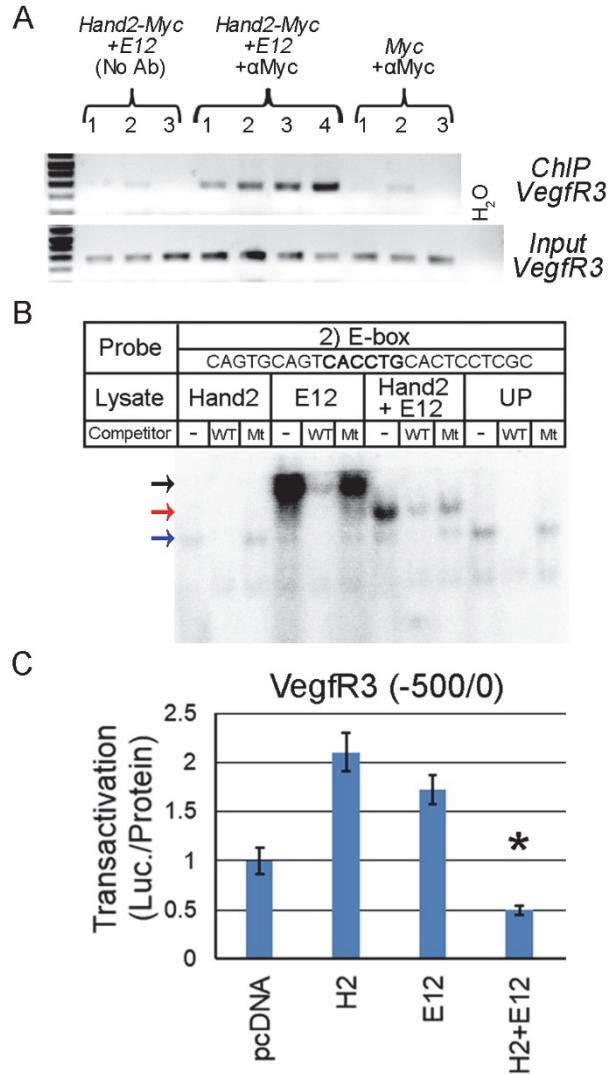 A
Hand2-Myc +E12 (No Ab)
Hand2-Myc +E12 +αMyc
Myc +αMyc
1 2 3 1 2 3 4 1 2 3
H2O
ChIP VegfR3
Input VegfR3
B
Probe
2) E-box
CAGTGCAGTCACCTGCACTCCTCGC
Lysate Hand2 E12 Hand2 + E12 UP
Competitor - WT Mt - WT Mt - WT Mt - WT Mt
C
VegfR3 (-500/0)
Transactivation (Luc./Protein)
2.5
2
1.5
1
0.5
0
*
pcDNA
H2
E12
H2+E12